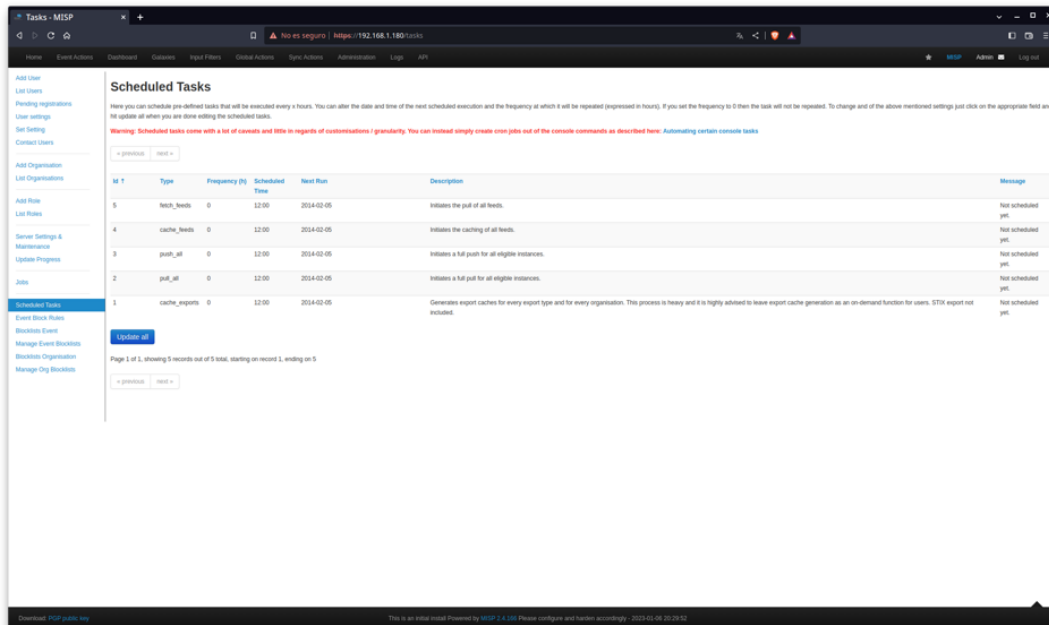 Tasks - MISP
No es seguro | https://192.168.1.180/tasks
Home Event Actions Dashboard Galaxies Input Filters Global Actions Sync Actions Administration Logs API MISP Admin Log out
Add User
List Users
Pending registrations
User settings
Set Setting
Contact Users
Add Organisation
List Organisations
Add Role
List Roles
Server Settings &
Maintenance
Update Progress
Jobs
Scheduled Tasks
Event Block Rules
Blocklists Event
Manage Event Blocklists
Blocklists Organisation
Manage Org Blocklists
Scheduled Tasks
Here you can schedule pre-defined tasks that will be executed every x hours. You can alter the date and time of the next scheduled execution and the frequency at which it will be repeated (expressed in hours). If you set the frequency to 0 then the task will not be repeated. To change and of the above mentioned settings just click on the appropriate field and
hit update all when you are done editing the scheduled tasks.
Warning: Scheduled tasks come with a lot of caveats and little in regards of customisations / granularity. You can instead simply create cron jobs out of the console commands as described here: Automating certain console tasks
« previous next »
Id ↑ Type Frequency (h) Scheduled Next Run Description Message
Time
5 fetch_feeds 0 12:00 2014-02-05 Initiates the pull of all feeds. Not scheduled
yet.
4 cache_feeds 0 12:00 2014-02-05 Initiates the caching of all feeds. Not scheduled
yet.
3 push_all 0 12:00 2014-02-05 Initiates a full push for all eligible instances. Not scheduled
yet.
2 pull_all 0 12:00 2014-02-05 Initiates a full pull for all eligible instances. Not scheduled
yet.
1 cache_exports 0 12:00 2014-02-05 Generates export caches for every export type and for every organisation. This process is heavy and it is highly advised to leave export cache generation as an on-demand function for users. STIX export not Not scheduled
included. yet.
Update all
Page 1 of 1, showing 5 records out of 5 total, starting on record 1, ending on 5
« previous next »
Download: PGP public key This is an initial install Powered by MISP 2.4.166 Please configure and harden accordingly - 2023-01-06 20:29:52